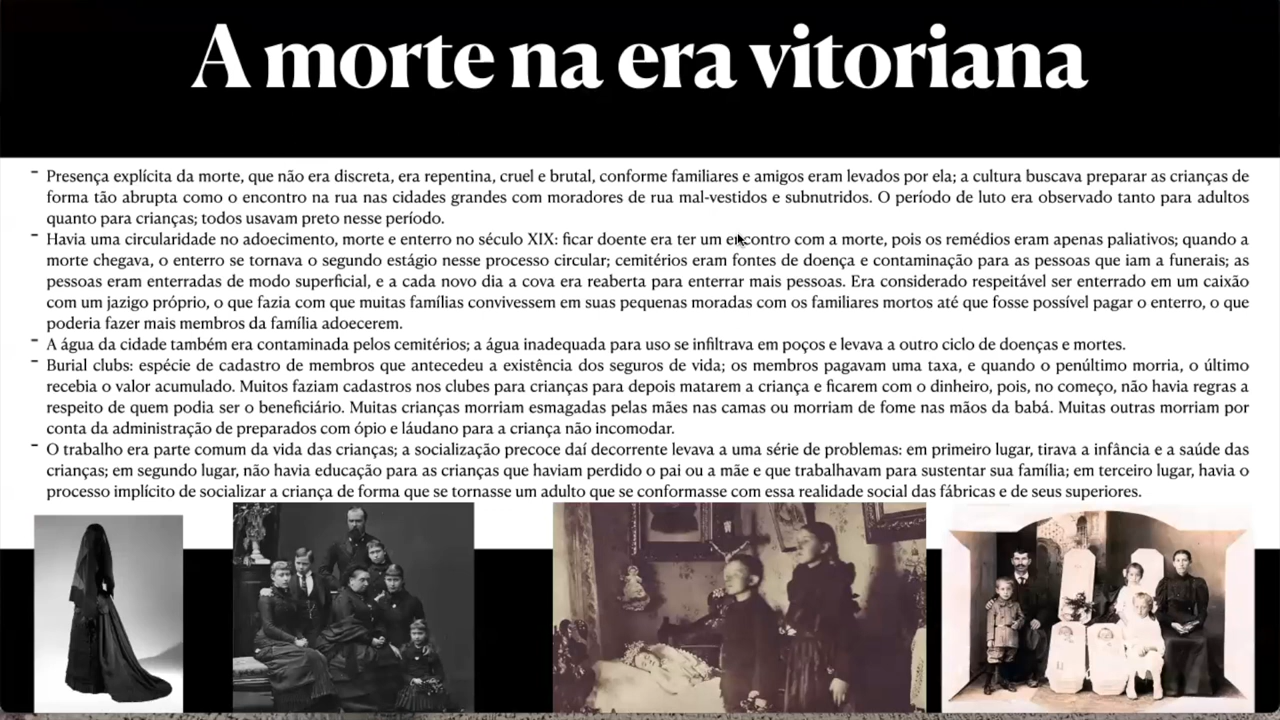 A morte na era vitoriana
- Presença explícita da morte, que não era discreta, era repentina, cruel e brutal, conforme familiares e amigos eram levados por ela; a cultura buscava preparar as crianças de
forma tão abrupta como o encontro na rua nas cidades grandes com moradores de rua mal-vestidos e subnutridos. O período de luto era observado tanto para adultos
quanto para crianças; todos usavam preto nesse período.
- Havia uma circularidade no adoecimento, morte e enterro no século XIX: ficar doente era ter um encontro com a morte, pois os remédios eram apenas paliativos; quando a
morte chegava, o enterro se tornava o segundo estágio nesse processo circular; cemitérios eram fontes de doença e contaminação para as pessoas que iam a funerais; as
pessoas eram enterradas de modo superficial, e a cada novo dia a cova era reaberta para enterrar mais pessoas. Era considerado respeitável ser enterrado em um caixão
com um jazigo próprio, o que fazia com que muitas famílias convivessem em suas pequenas moradas com os familiares mortos até que fosse possível pagar o enterro, o que
poderia fazer mais membros da família adoecerem.
- A água da cidade também era contaminada pelos cemitérios; a água inadequada para uso se infiltrava em poços e levava a outro ciclo de doenças e mortes.
- Burial clubs: espécie de cadastro de membros que antecedeu a existência dos seguros de vida; os membros pagavam uma taxa, e quando o penúltimo morria, o último
recebia o valor acumulado. Muitos faziam cadastros nos clubes para crianças para depois matarem a criança e ficarem com o dinheiro, pois, no começo, não havia regras a
respeito de quem podia ser o beneficiário. Muitas crianças morriam esmagadas pelas mães nas camas ou morriam de fome nas mãos da babá. Muitas outras morriam por
conta da administração de preparados com ópio e láudano para a criança não incomodar.
- O trabalho era parte comum da vida das crianças; a socialização precoce daí decorrente levava a uma série de problemas: em primeiro lugar, tirava a infância e a saúde das
crianças; em segundo lugar, não havia educação para as crianças que haviam perdido o pai ou a mãe e que trabalhavam para sustentar sua família; em terceiro lugar, havia o
processo implícito de socializar a criança de forma que se tornasse um adulto que se conformasse com essa realidade social das fábricas e de seus superiores.